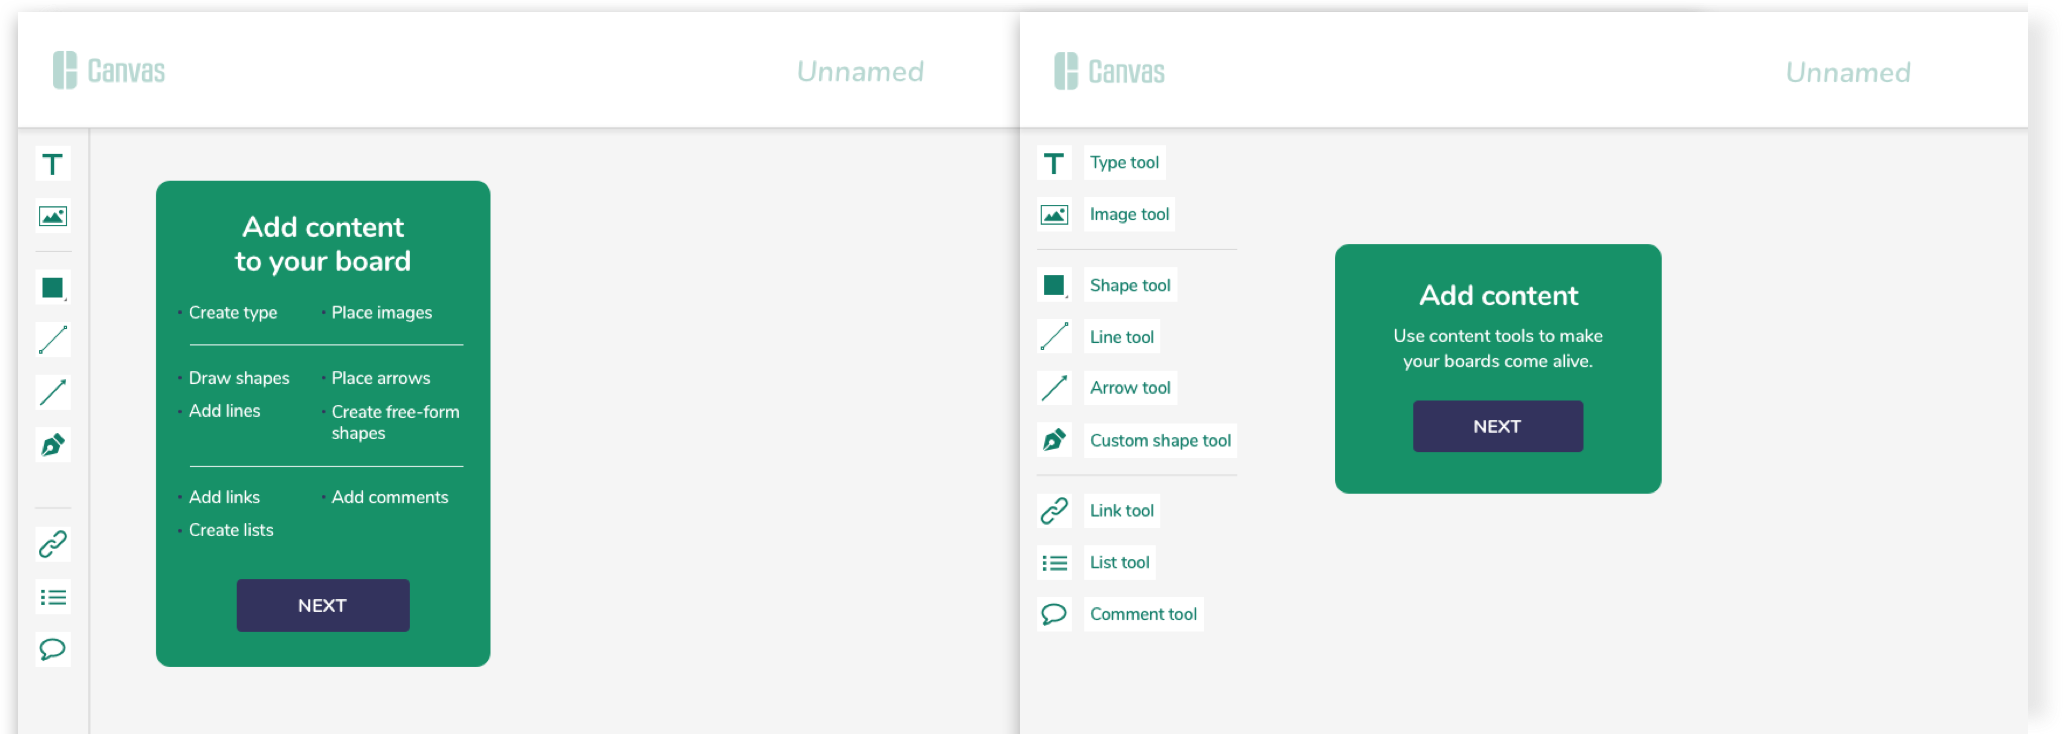 Canvas
Unnamed
T
Add content
to your board
• Create type
• Place images
• Draw shapes
• Place arrows
• Add lines
• Create free-form
shapes
• Add links
• Add comments
• Create lists
NEXT
Canvas
Unnamed
T Type tool
Image tool
Shape tool
Line tool
Arrow tool
Custom shape tool
Link tool
List tool
Comment tool
Add content
Use content tools to make
your boards come alive.
NEXT